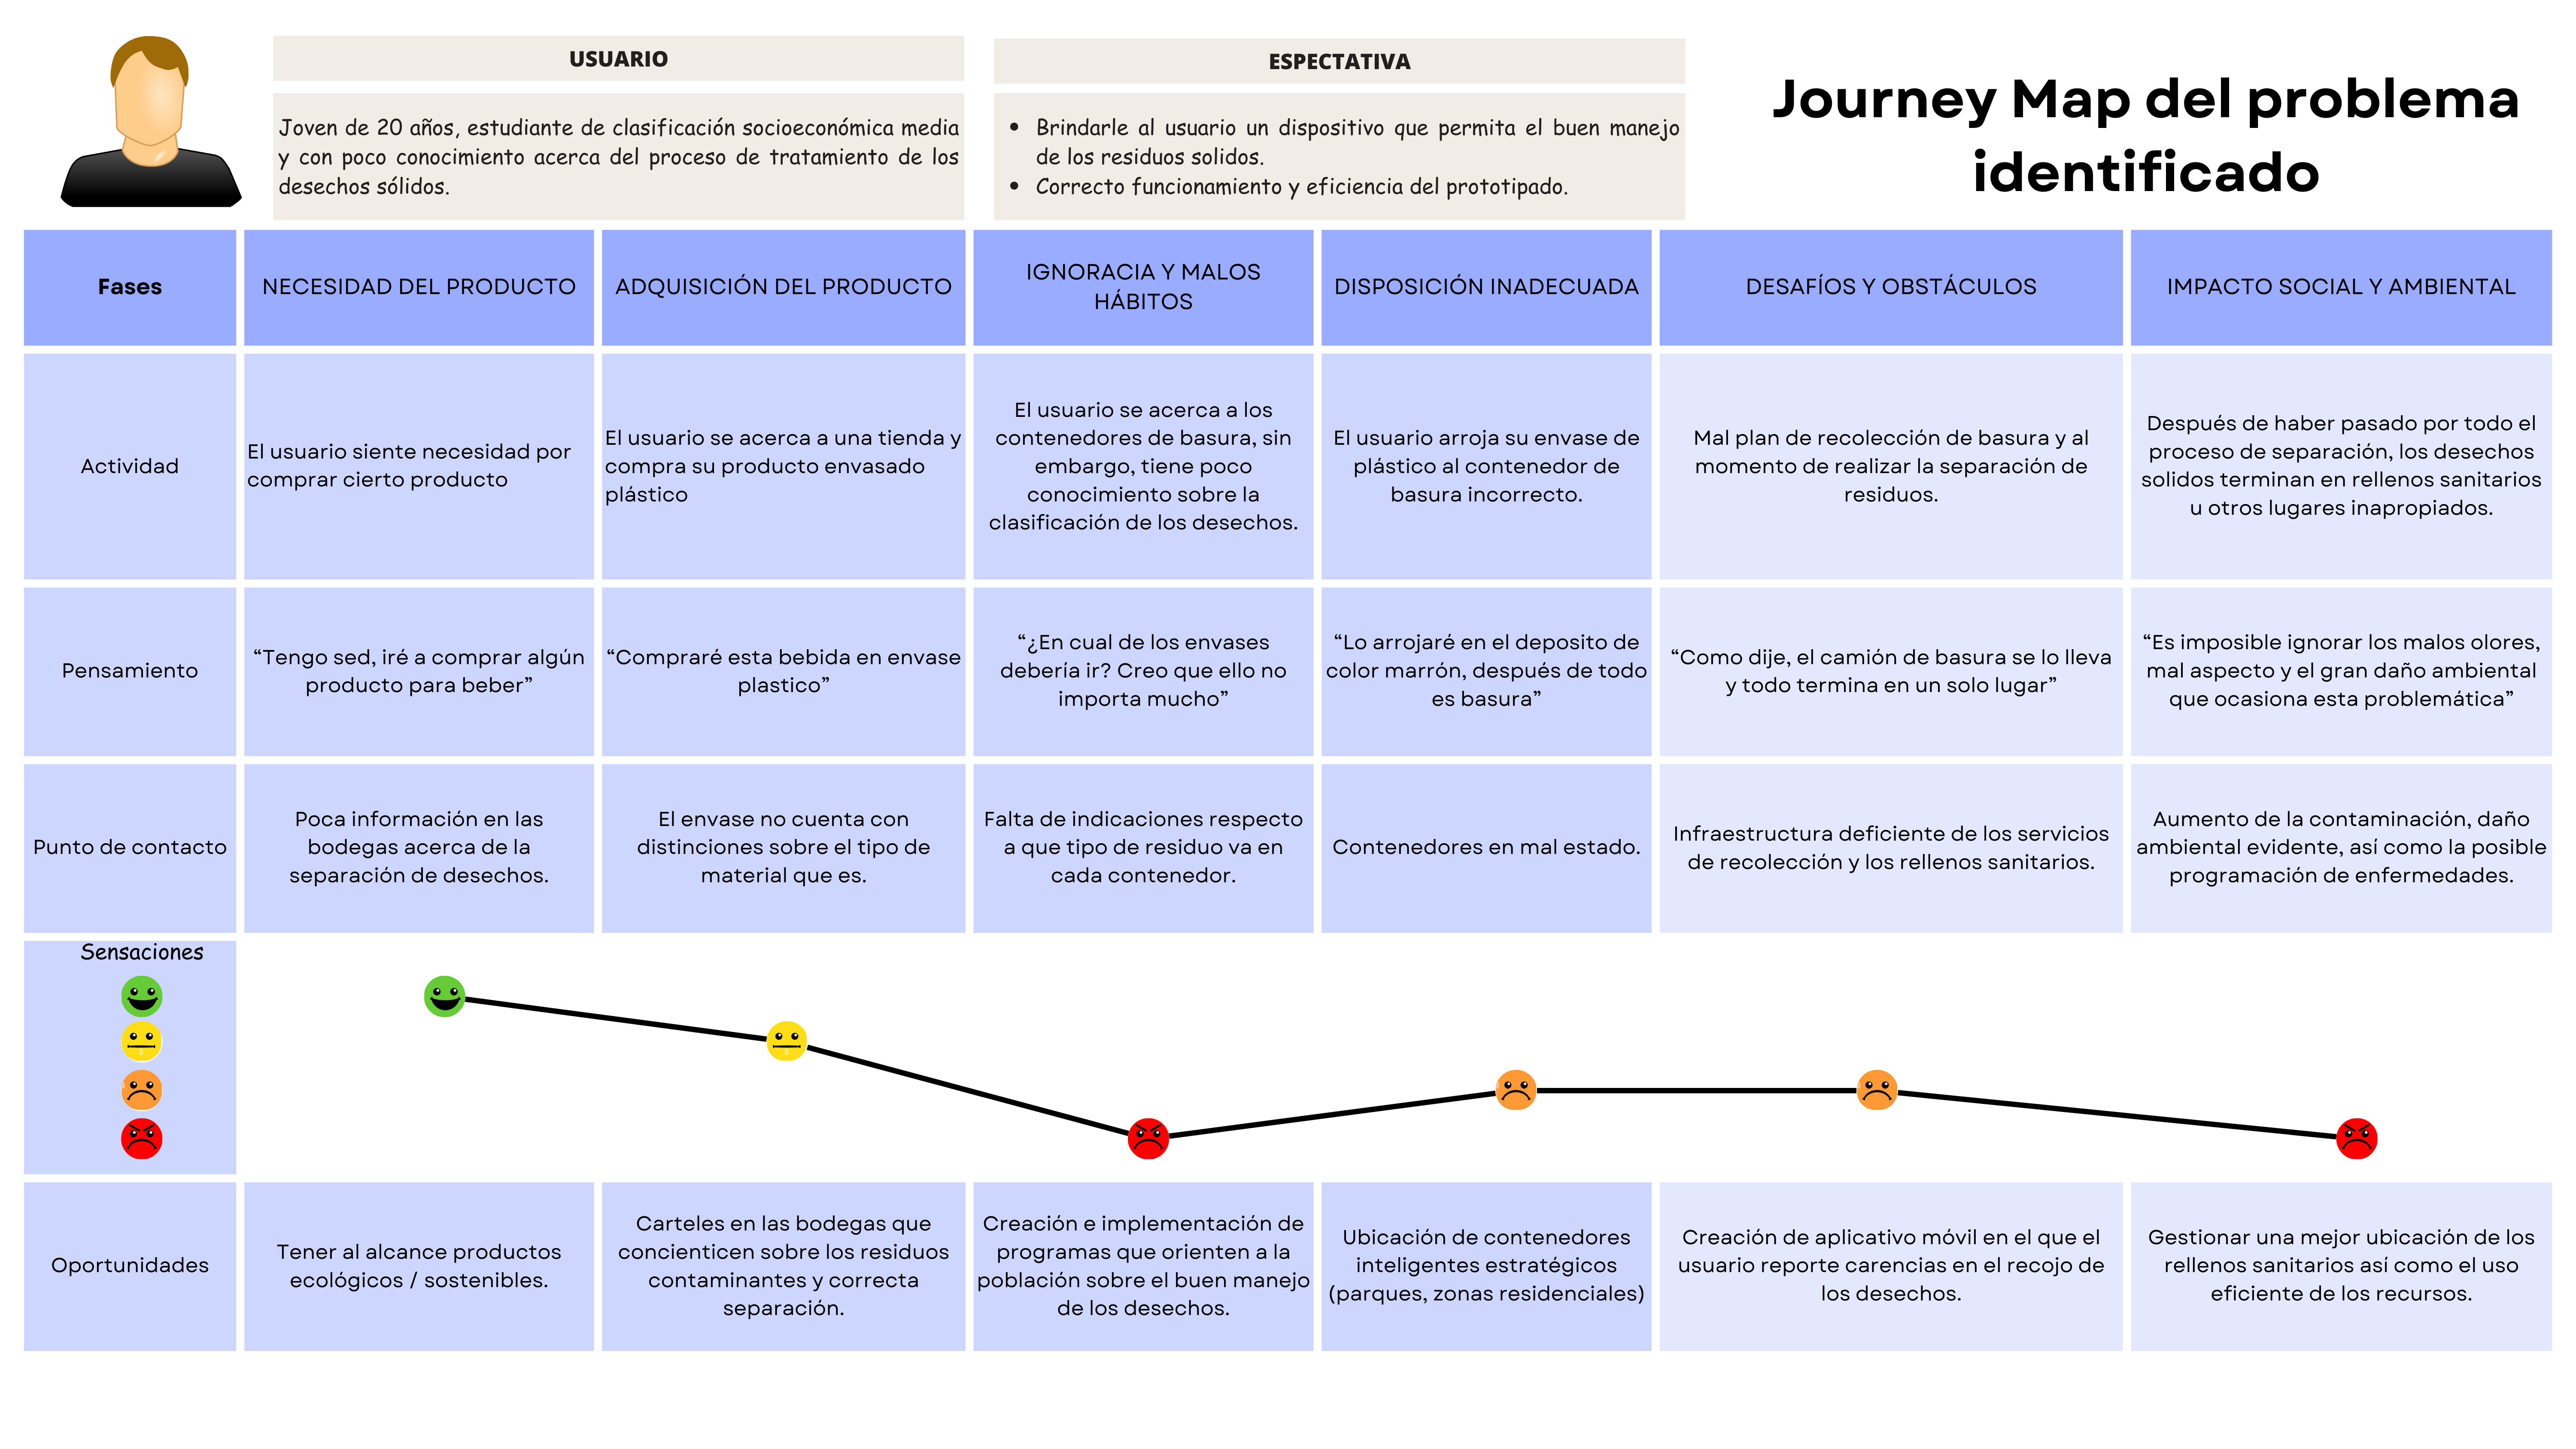 USUARIO
Joven de 20 años, estudiante de clasificación socioeconómica media
y con poco conocimiento acerca del proceso de tratamiento de los
desechos sólidos.
ESPECTATIVA
• Brindarle al usuario un dispositivo que permita el buen manejo
de los residuos solidos.
• Correcto funcionamiento y eficiencia del prototipado.
Journey Map del problema
identificado
Fases
NECESIDAD DEL PRODUCTO
ADQUISICIÓN DEL PRODUCTO
IGNORACIA Y MALOS
HÁBITOS
DISPOSICIÓN INADECUADA
DESAFÍOS Y OBSTÁCULOS
IMPACTO SOCIAL Y AMBIENTAL
Actividad
El usuario siente necesidad por
comprar cierto producto
El usuario se acerca a una tienda y
compra su producto envasado
plástico
El usuario se acerca a los
contenedores de basura, sin
embargo, tiene poco
conocimiento sobre la
clasificación de los desechos.
El usuario arroja su envase de
plástico al contenedor de
basura incorrecto.
Mal plan de recolección de basura y al
momento de realizar la separación de
residuos.
Después de haber pasado por todo el
proceso de separación, los desechos
solidos terminan en rellenos sanitarios
u otros lugares inapropiados.
Pensamiento
“Tengo sed, iré a comprar algún
producto para beber”
“Compraré esta bebida en envase
plastico”
“¿En cual de los envases
debería ir? Creo que ello no
importa mucho”
“Lo arrojaré en el deposito de
color marrón, después de todo
es basura”
“Como dije, el camión de basura se lo lleva
y todo termina en un solo lugar”
“Es imposible ignorar los malos olores,
mal aspecto y el gran daño ambiental
que ocasiona esta problemática”
Punto de contacto
Poca información en las
bodegas acerca de la
separación de desechos.
El envase no cuenta con
distinciones sobre el tipo de
material que es.
Falta de indicaciones respecto
a que tipo de residuo va en
cada contenedor.
Contenedores en mal estado.
Infraestructura deficiente de los servicios
de recolección y los rellenos sanitarios.
Aumento de la contaminación, daño
ambiental evidente, así como la posible
programación de enfermedades.
Sensaciones
Oportunidades
Tener al alcance productos
ecológicos / sostenibles.
Carteles en las bodegas que
concienticen sobre los residuos
contaminantes y correcta
separación.
Creación e implementación de
programas que orienten a la
población sobre el buen manejo
de los desechos.
Ubicación de contenedores
inteligentes estratégicos
(parques, zonas residenciales)
Creación de aplicativo móvil en el que el
usuario reporte carencias en el recojo de
los desechos.
Gestionar una mejor ubicación de los
rellenos sanitarios así como el uso
eficiente de los recursos.